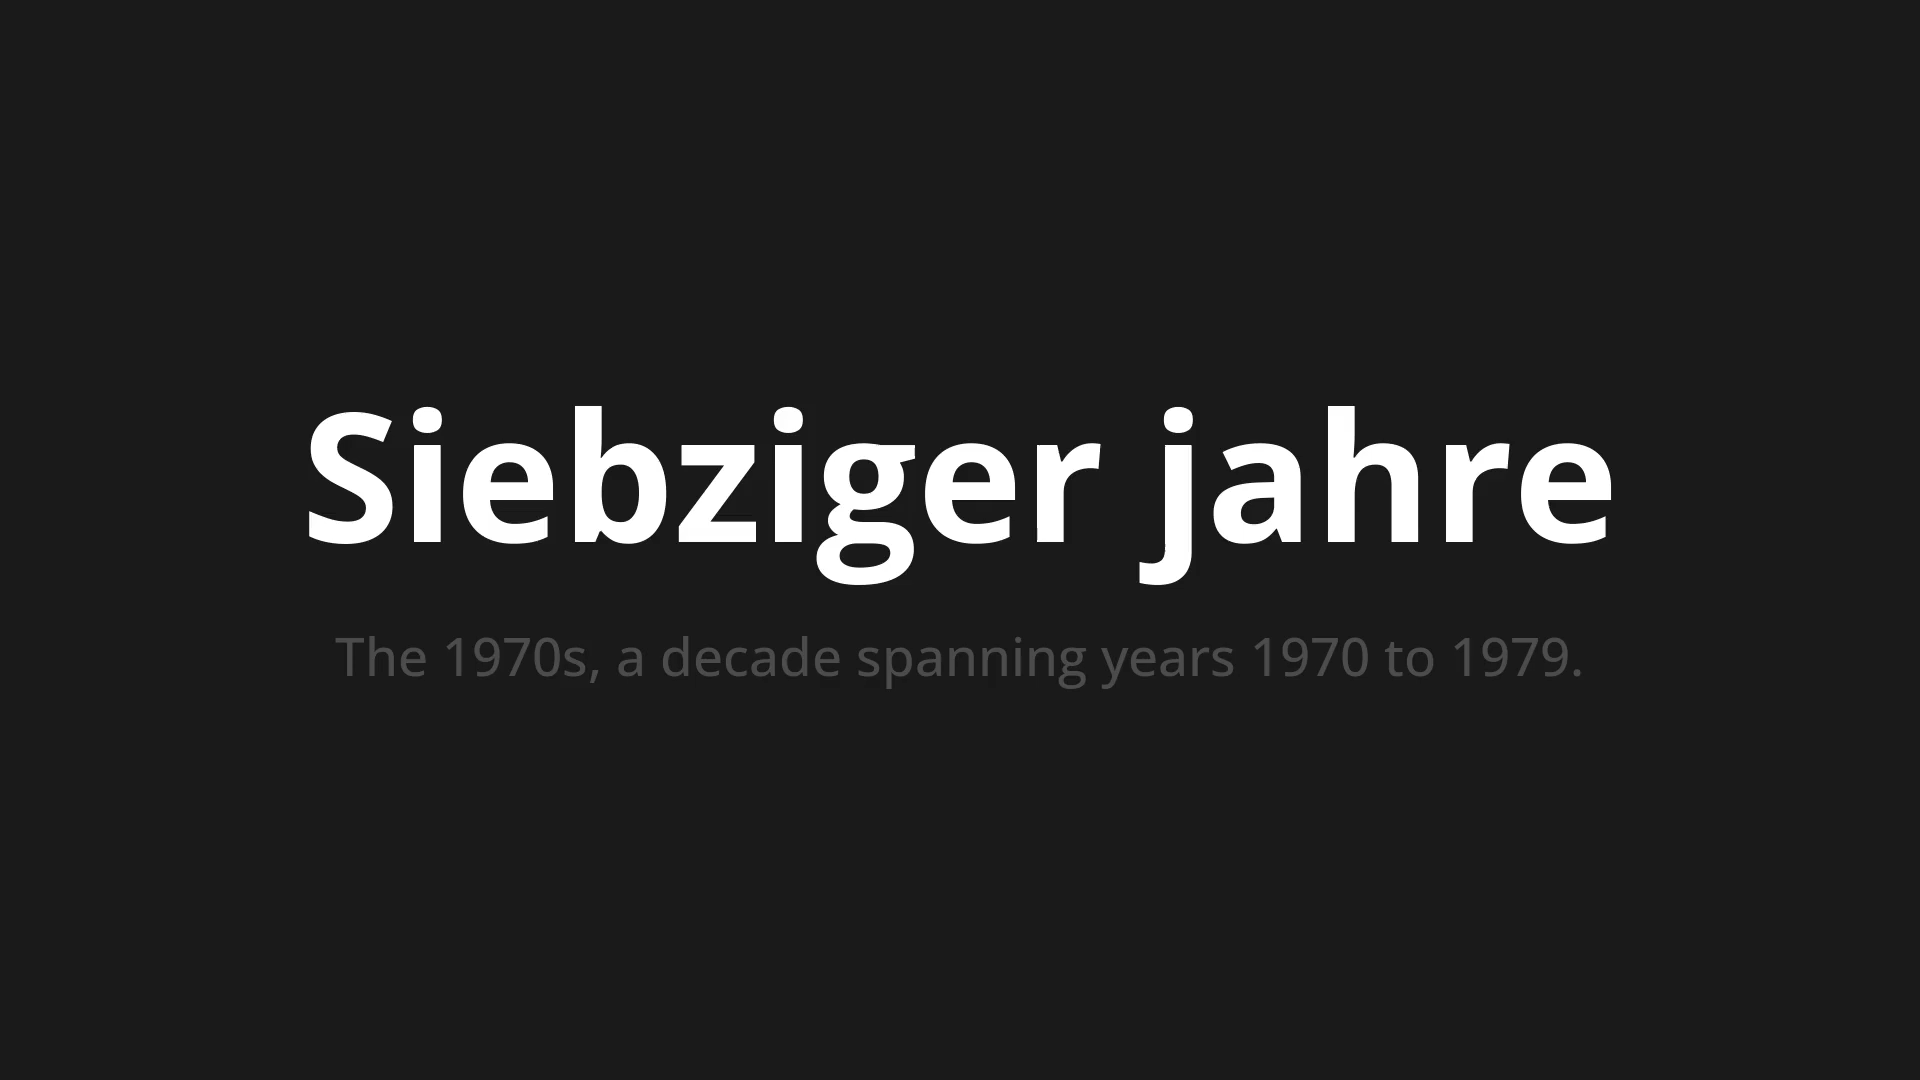 Siebziger jahre
The 1970s, a decade spanning years 1970 to 1979.